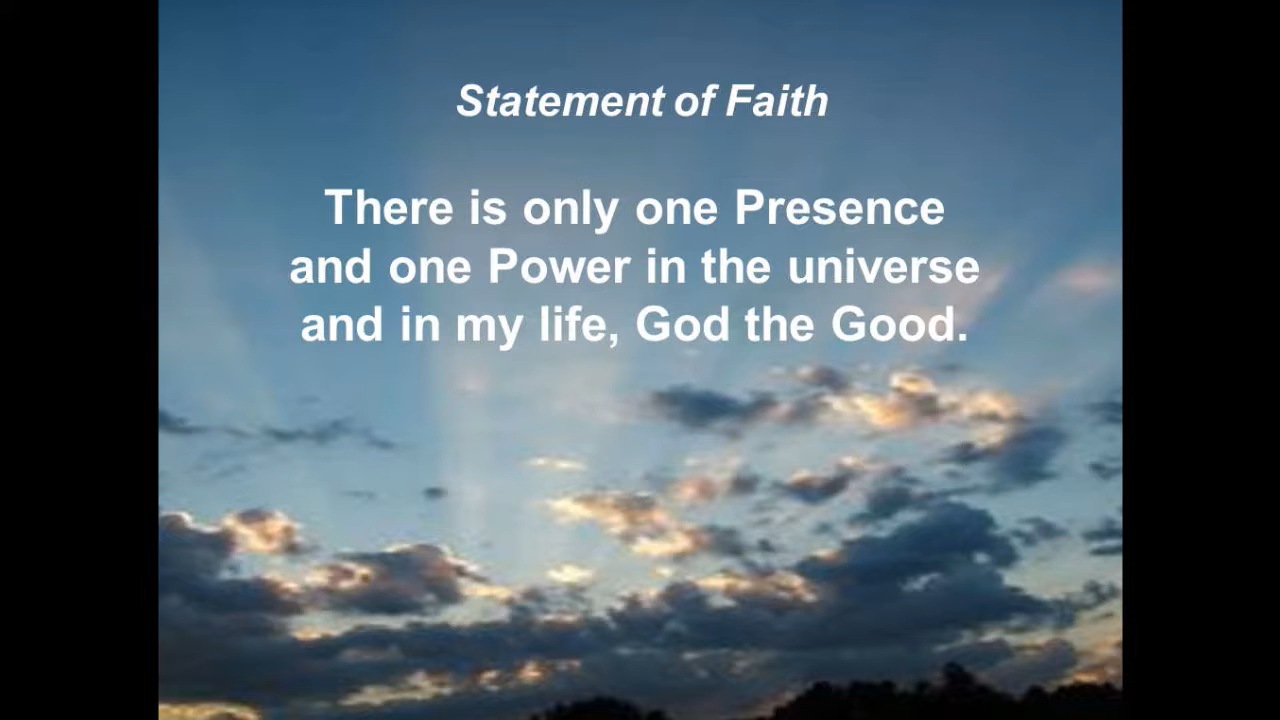 Statement of Faith
There is only one Presence
and one Power in the universe
and in my life, God the Good.